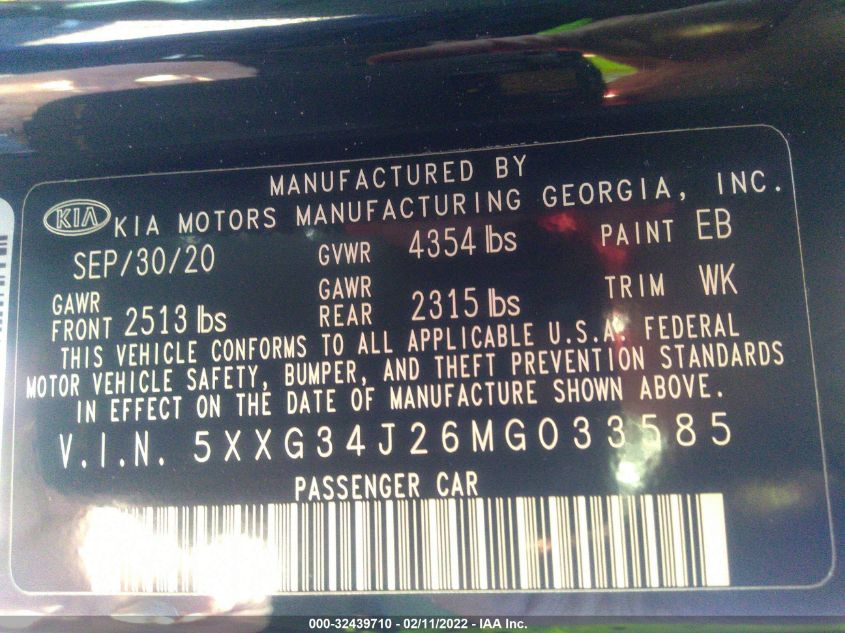 MANUFACTURED BY
KIA KIA MOTORS MANUFACTURING GEORGIA, INC.
SEP/30/20 GVWR 4354 lbs PAINT EB
GAWR FRONT 2513 lbs GAWR REAR 2315 lbs TRIM WK
THIS VEHICLE CONFORMS TO ALL APPLICABLE U.S.A. FEDERAL
MOTOR VEHICLE SAFETY, BUMPER, AND THEFT PREVENTION STANDARDS
IN EFFECT ON THE DATE OF MANUFACTURE SHOWN ABOVE.
V.I.N. 5XXG34J26MG033585
PASSENGER CAR
000-32439710 - 02/11/2022 - IAA Inc.